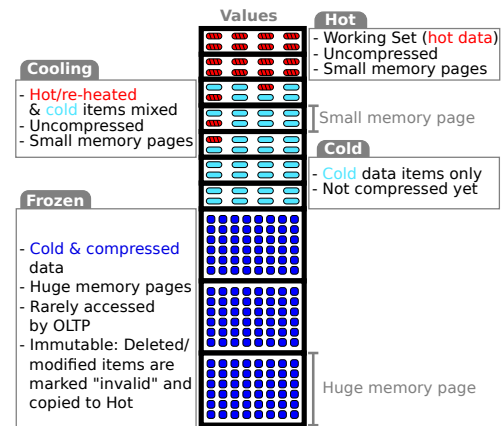 Values
Hot
- Working Set (hot data)
- Uncompressed
- Small memory pages
Cooling
- Hot/re-heated
& cold items mixed
- Uncompressed
- Small memory pages
Small memory page
Cold
- Cold data items only
- Not compressed yet
Frozen
- Cold & compressed
data
- Huge memory pages
- Rarely accessed
by OLTP
- Immutable: Deleted/
modified items are
marked "invalid" and
copied to Hot
Huge memory page